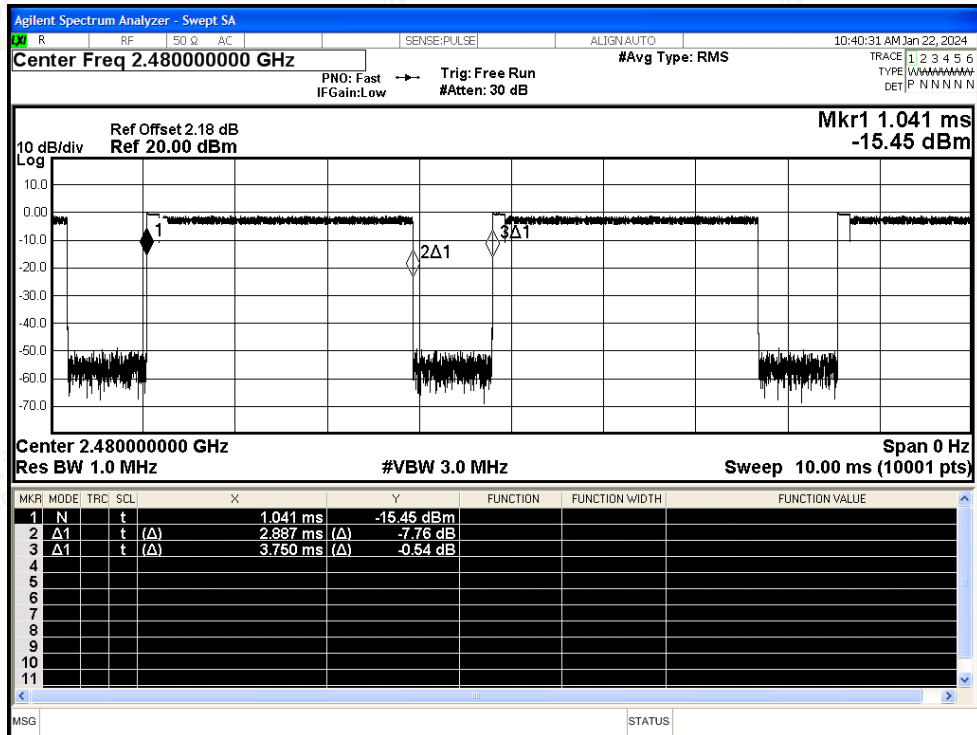 Agilent Spectrum Analyzer - Swept SA
LXI R RF 50 Ω AC SENSE:PULSE ALIGN AUTO 10:40:31 AM Jan 22, 2024
Center Freq 2.480000000 GHz #Avg Type: RMS TRACE 1 2 3 4 5 6
PNO: Fast Trig: Free Run TYPE W
IFGain:Low #Atten: 30 dB DET P N N N N N
Mkr1 1.041 ms
-15.45 dBm
Ref Offset 2.18 dB
10 dB/div Ref 20.00 dBm
Log
10.0
0.00
-10.0
-20.0
-30.0
-40.0
-50.0
-60.0
-70.0
1
2Δ1
3Δ1
Center 2.480000000 GHz Span 0 Hz
Res BW 1.0 MHz #VBW 3.0 MHz Sweep 10.00 ms (10001 pts)
MKR MODE TRC SCL X Y FUNCTION FUNCTION WIDTH FUNCTION VALUE
1 N t 1.041 ms -15.45 dBm
2 Δ1 t (Δ) 2.887 ms (Δ) -7.76 dB
3 Δ1 t (Δ) 3.750 ms (Δ) -0.54 dB
4
5
6
7
8
9
10
11
MSG STATUS